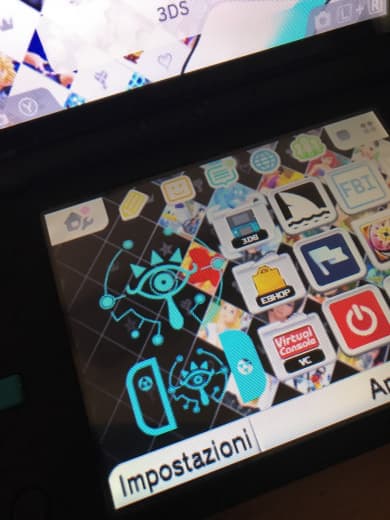 3DS
L+R
FBI
3DS
ESHOP
Virtual
Console
VC
Impostazioni